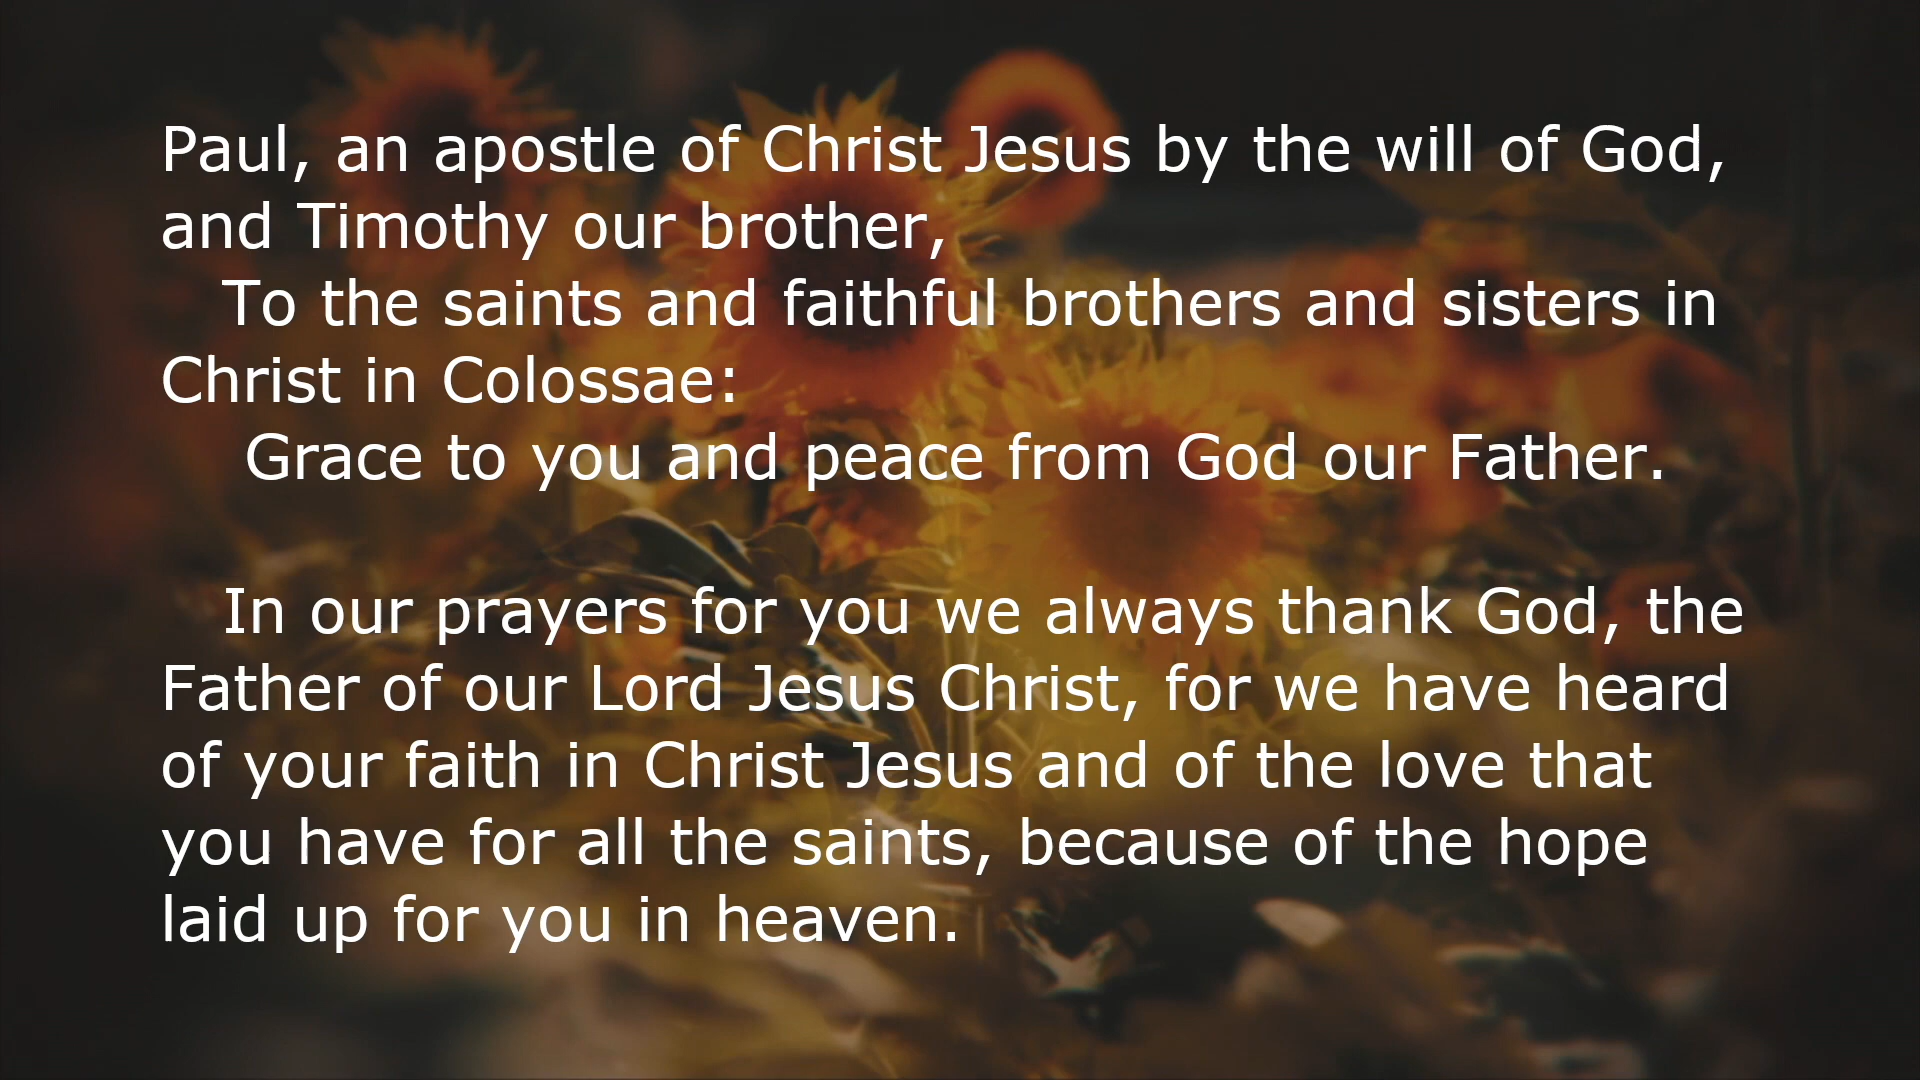 Paul, an apostle of Christ Jesus by the will of God,
and Timothy our brother,
To the saints and faithful brothers and sisters in
Christ in Colossae:
Grace to you and peace from God our Father.
In our prayers for you we always thank God, the
Father of our Lord Jesus Christ, for we have heard
of your faith in Christ Jesus and of the love that
you have for all the saints, because of the hope
laid up for you in heaven.